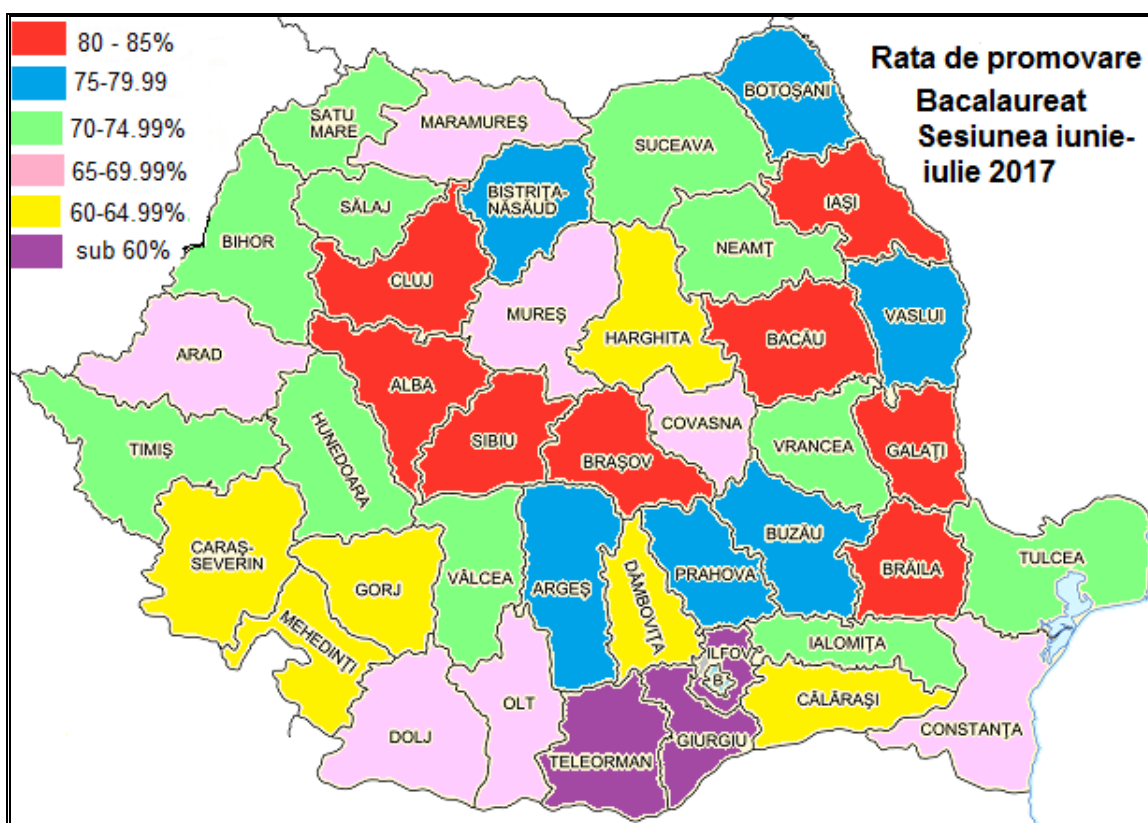 80 - 85%
75-79.99
70-74.99%
65-69.99%
60-64.99%
sub 60%
Rata de promovare
Bacalaureat
Sesiunea iunie-
iulie 2017
BOTOŞANI
SATU
MARE
MARAMUREŞ
SUCEAVA
BISTRIŢA-
NĂSĂUD
IAŞI
SĂLAJ
BIHOR
NEAMŢ
CLUJ
MUREŞ
HARGHITA
BACĂU
VASLUI
ARAD
ALBA
COVASNA
HUNEDOARA
TIMIŞ
SIBIU
BRAŞOV
VRANCEA
GALAŢI
CARAŞ-
SEVERIN
BUZĂU
TULCEA
GORJ
VÂLCEA
ARGEŞ
DÂMBOVIŢA
PRAHOVA
BRĂILA
MEHEDINŢI
IALOMIŢA
ILFOV
B
CĂLĂRAŞI
OLT
DOLJ
TELEORMAN
GIURGIU
CONSTANŢA